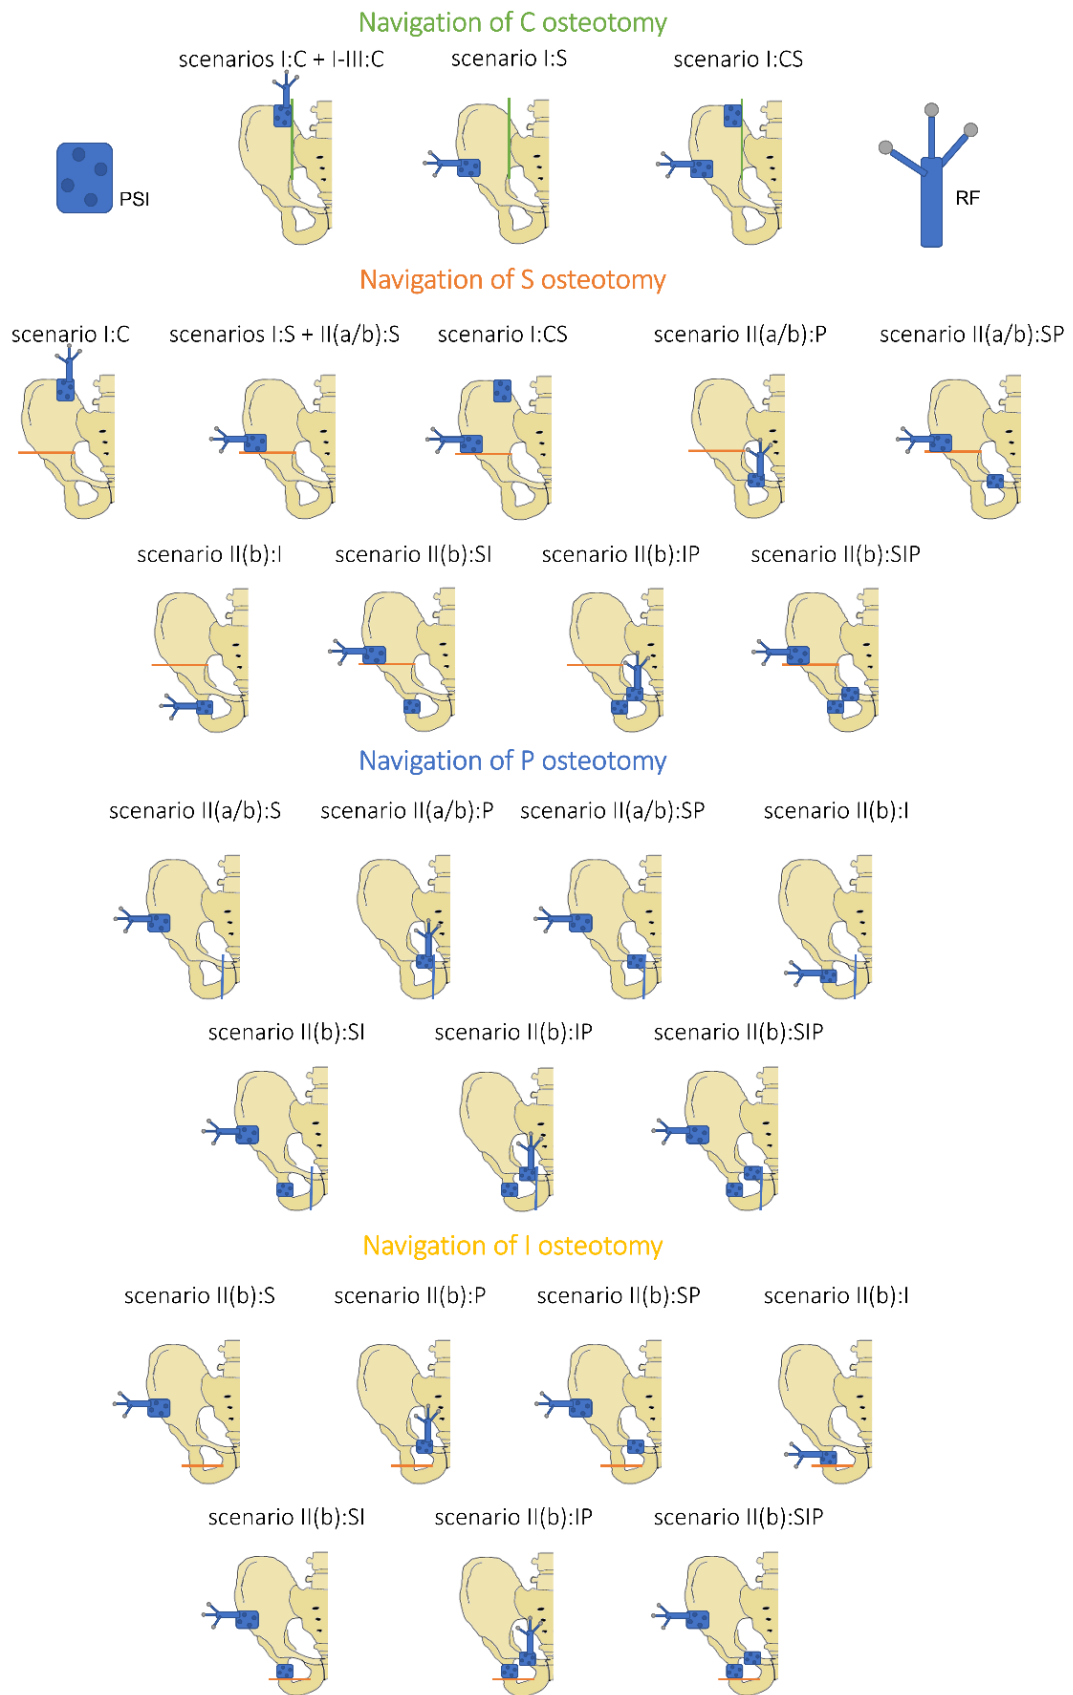 Navigation of C osteotomy
scenarios I:C + I-III:C
scenario I:S
scenario I:CS
PSI
RF
Navigation of S osteotomy
scenario I:C
scenarios I:S + II(a/b):S
scenario I:CS
scenario II(a/b):P
scenario II(a/b):SP
scenario II(b):I
scenario II(b):SI
scenario II(b):IP
scenario II(b):SIP
Navigation of P osteotomy
scenario II(a/b):S
scenario II(a/b):P
scenario II(a/b):SP
scenario II(b):I
scenario II(b):SI
scenario II(b):IP
scenario II(b):SIP
Navigation of I osteotomy
scenario II(b):S
scenario II(b):P
scenario II(b):SP
scenario II(b):I
scenario II(b):SI
scenario II(b):IP
scenario II(b):SIP